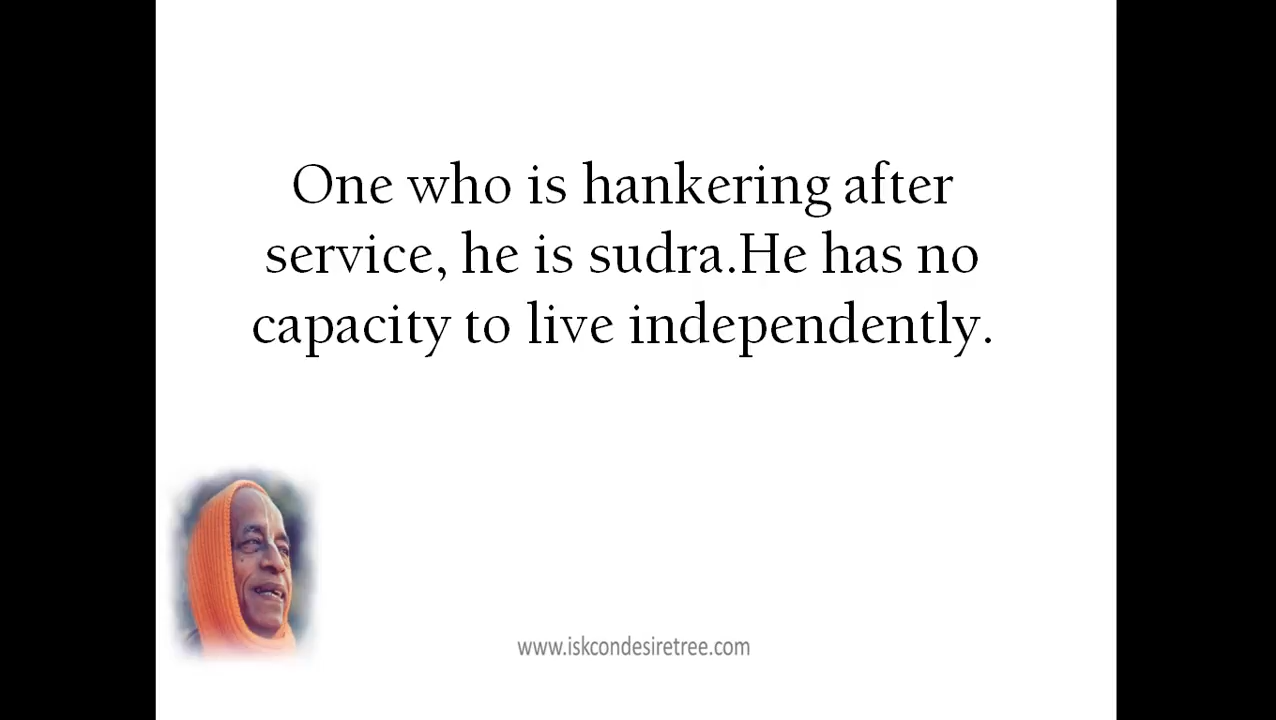 One who is hankering after
service, he is sudra.He has no
capacity to live independently.
www.iskcondesiretree.com